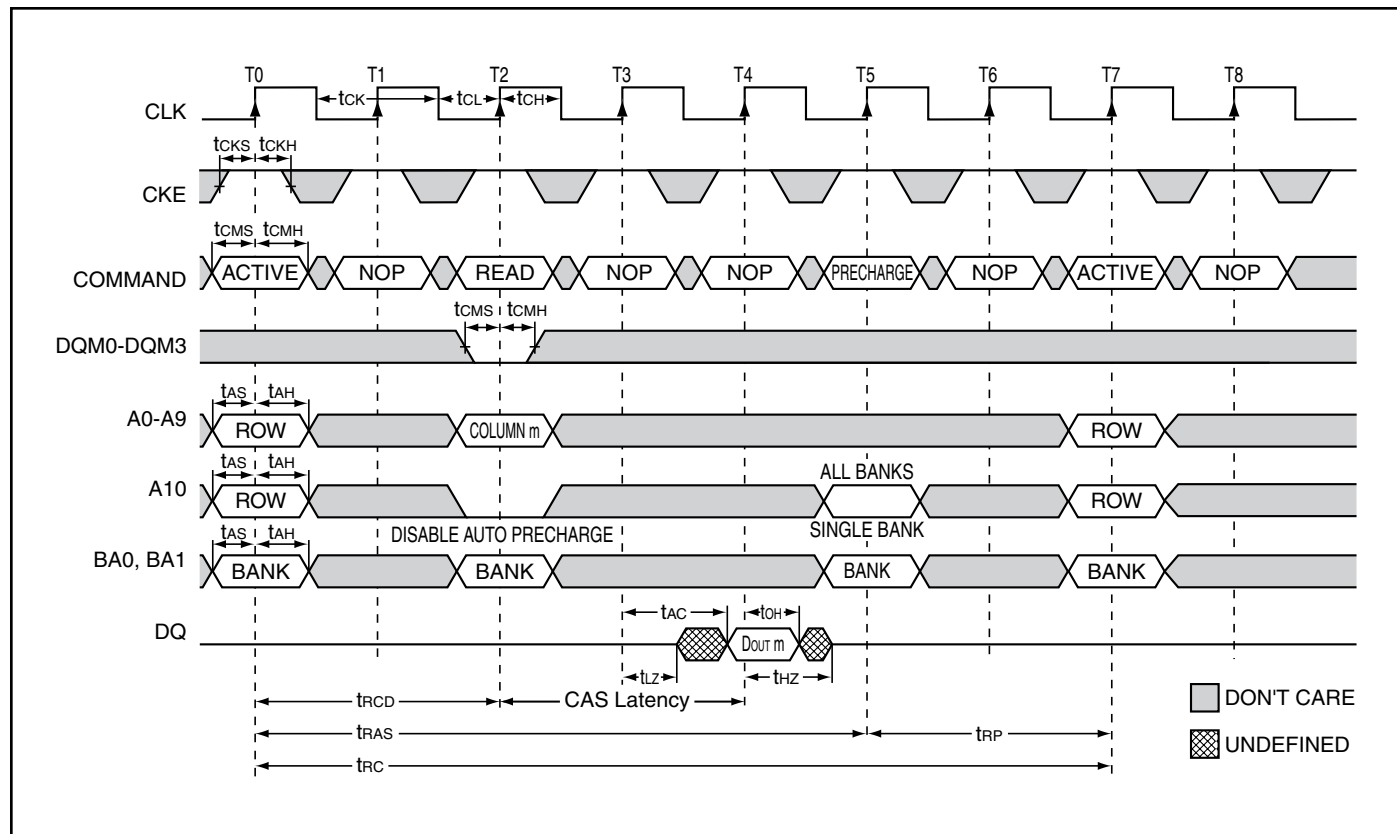 T0 T1 T2 T3 T4 T5 T6 T7 T8
tCK tCL tCH
CLK
tCKS tCKH
CKE
tCMS tCMH
COMMAND ACTIVE NOP READ NOP NOP PRECHARGE NOP ACTIVE NOP
tCMS tCMH
DQM0-DQM3
tAS tAH
A0-A9 ROW COLUMN m ROW
tAS tAH ALL BANKS
A10 ROW ROW
DISABLE AUTO PRECHARGE SINGLE BANK
tAS tAH
BA0, BA1 BANK BANK BANK BANK
tAC tOH
DQ DOUT m
tLZ tHZ
tRCD CAS Latency
DON'T CARE
tRAS tRP
UNDEFINED
tRC